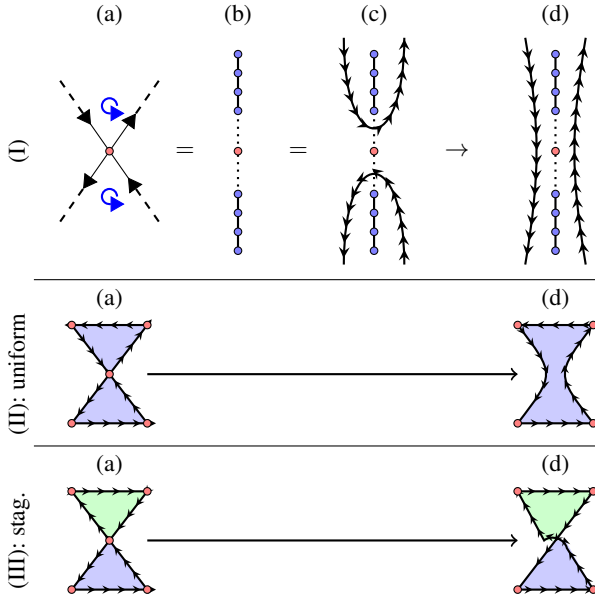 (a) (b) (c) (d)
(I) = = →
(a) (d)
(II): uniform
(a) (d)
(III): stag.